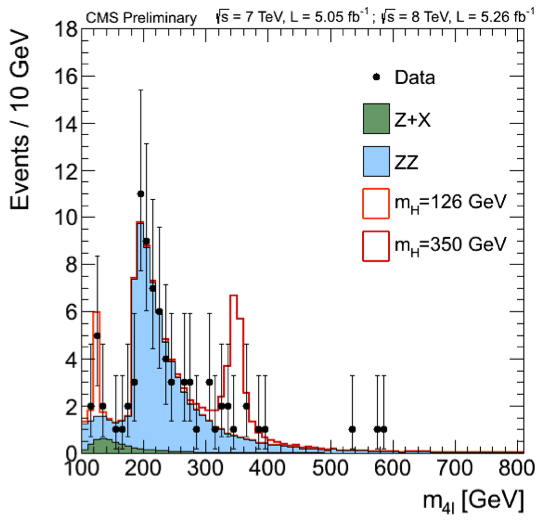 CMS Preliminary √s = 7 TeV, L = 5.05 fb⁻¹ ; √s = 8 TeV, L = 5.26 fb⁻¹
Events / 10 GeV
18
16
14
12
10
8
6
4
2
0
Data
Z+X
ZZ
m_H=126 GeV
m_H=350 GeV
100 200 300 400 500 600 700 800
m_4l [GeV]